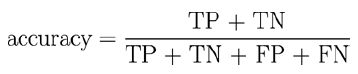 accuracy = TP + TN / TP + TN + FP + FN